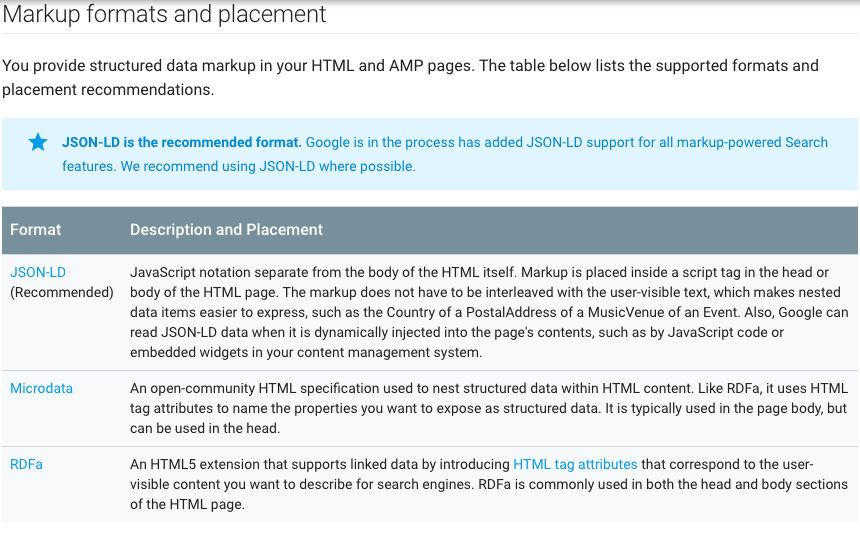 Markup formats and placement
You provide structured data markup in your HTML and AMP pages. The table below lists the supported formats and
placement recommendations.
JSON-LD is the recommended format. Google is in the process has added JSON-LD support for all markup-powered Search
features. We recommend using JSON-LD where possible.
Format Description and Placement
JSON-LD
(Recommended)
JavaScript notation separate from the body of the HTML itself. Markup is placed inside a script tag in the head or
body of the HTML page. The markup does not have to be interleaved with the user-visible text, which makes nested
data items easier to express, such as the Country of a PostalAddress of a MusicVenue of an Event. Also, Google can
read JSON-LD data when it is dynamically injected into the page's contents, such as by JavaScript code or
embedded widgets in your content management system.
Microdata
An open-community HTML specification used to nest structured data within HTML content. Like RDFa, it uses HTML
tag attributes to name the properties you want to expose as structured data. It is typically used in the page body, but
can be used in the head.
RDFa
An HTML5 extension that supports linked data by introducing HTML tag attributes that correspond to the user-
visible content you want to describe for search engines. RDFa is commonly used in both the head and body sections
of the HTML page.